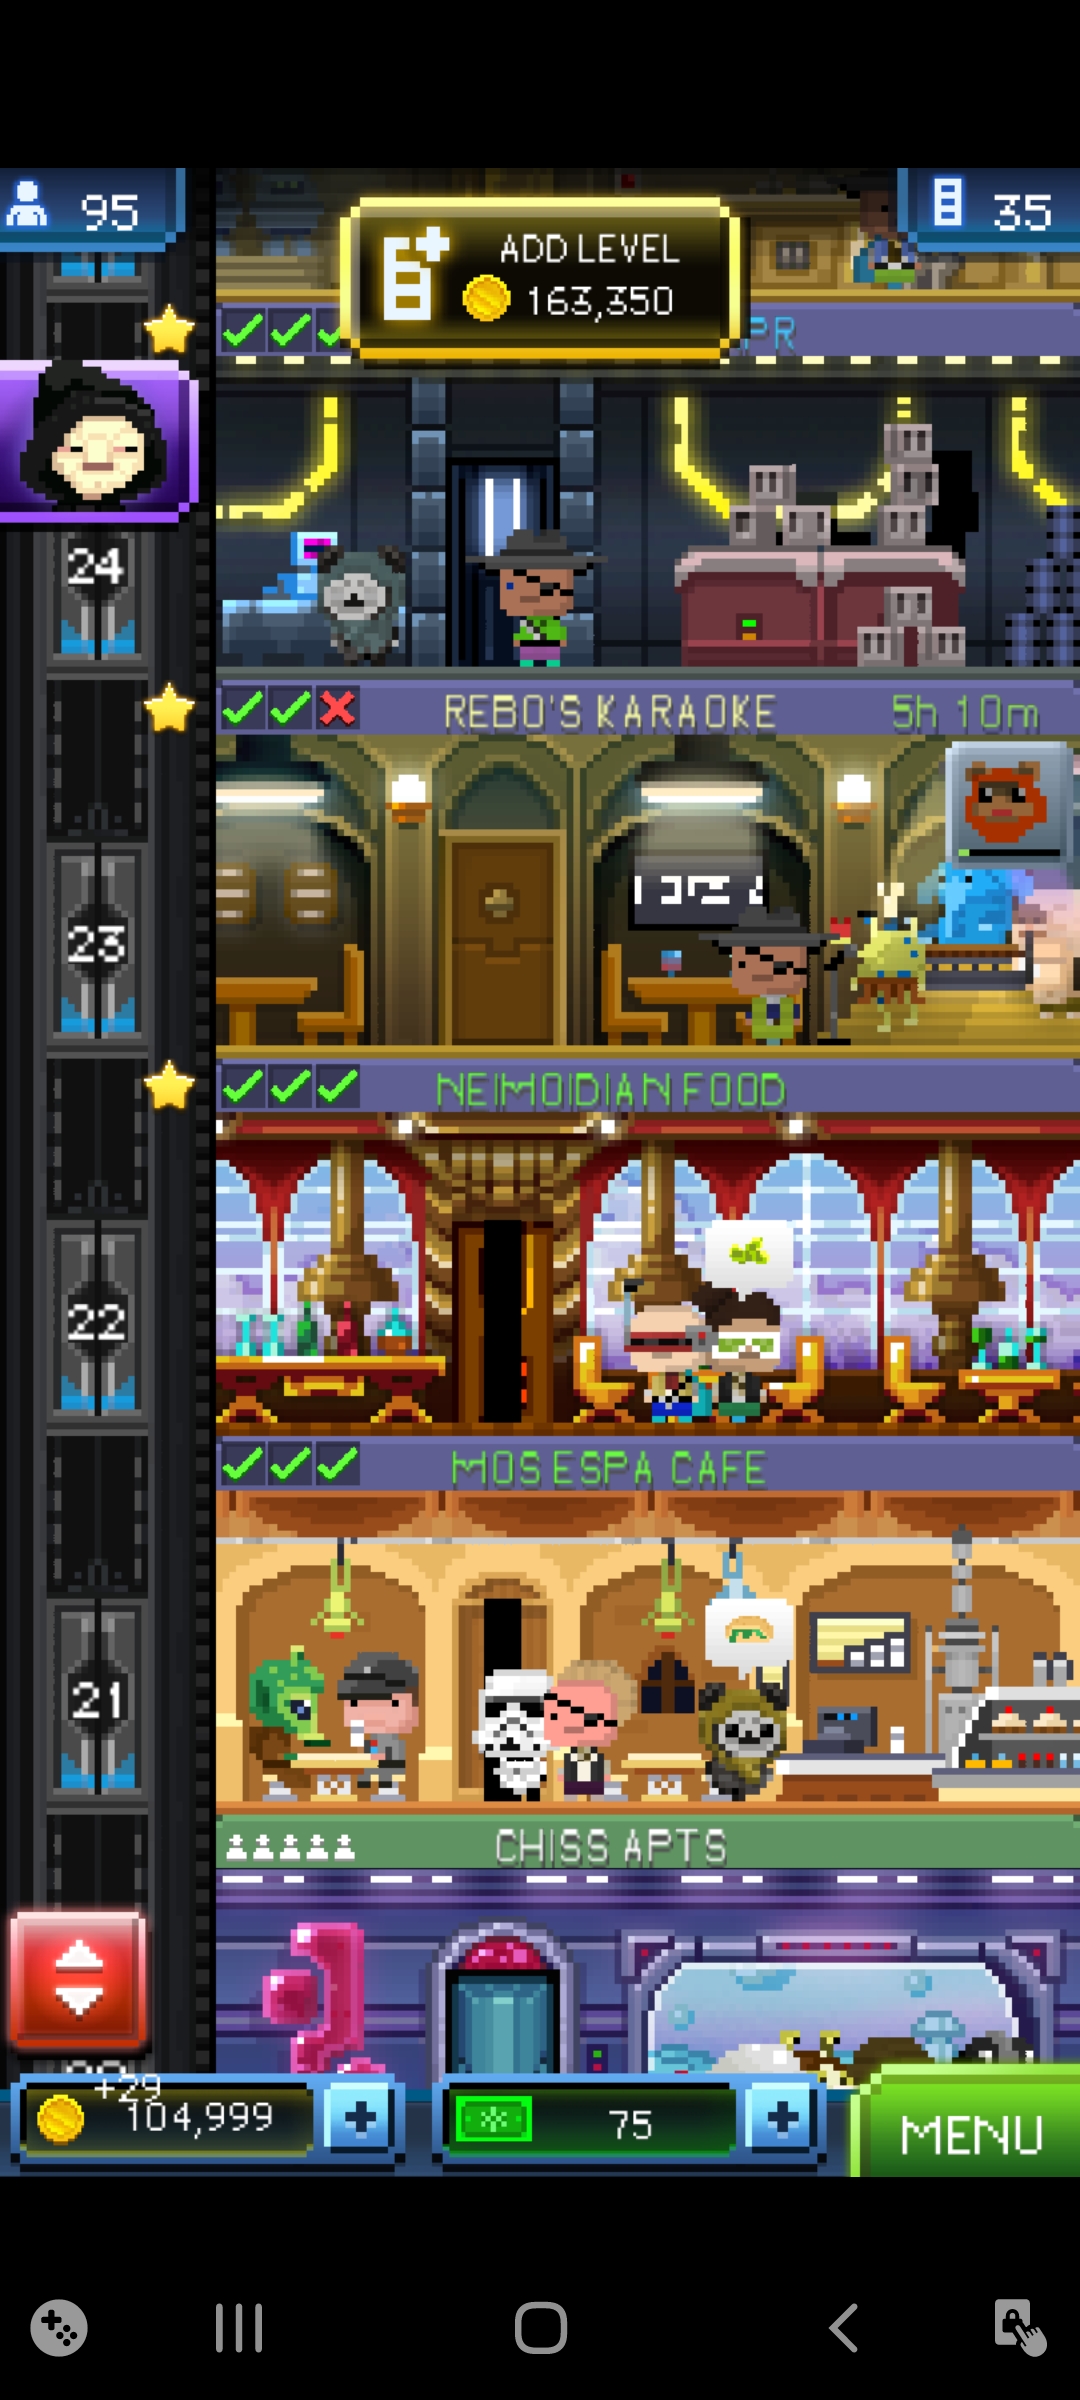 95
35
ADD LEVEL
163,350
PR
24
REBO'S KARAOKE
5h 10m
23
NEIMOIDIAN FOOD
22
MOS ESPA CAFE
21
CHISS APTS
+29
104,999
75
MENU